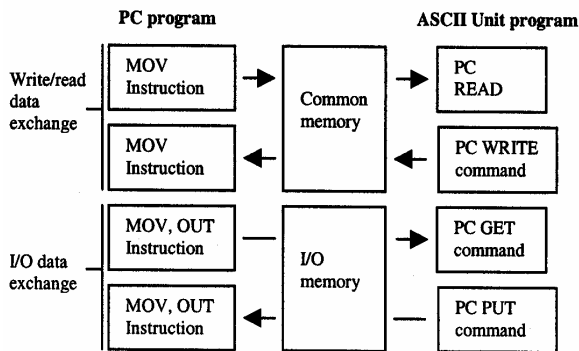 PC program
ASCII Unit program
Write/read
data
exchange
MOV
Instruction
Common
memory
PC
READ
MOV
Instruction
PC WRITE
command
I/O data
exchange
MOV, OUT
Instruction
I/O
memory
PC GET
command
MOV, OUT
Instruction
PC PUT
command